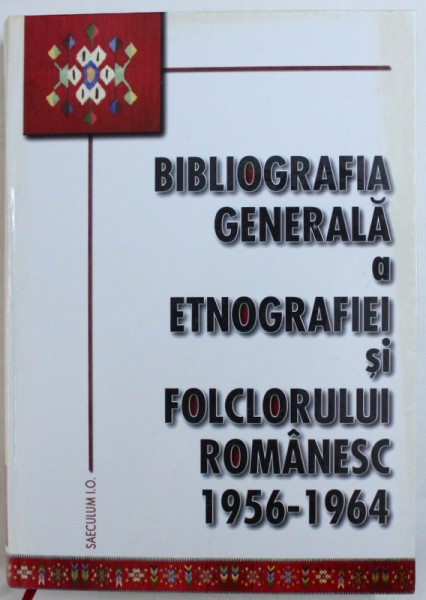 BIBLIOGRAFIA
GENERALĂ
a
ETNOGRAFIEI
și
FOLCLORULUI
ROMÂNESC
1956-1964
SAECULUM I.O.